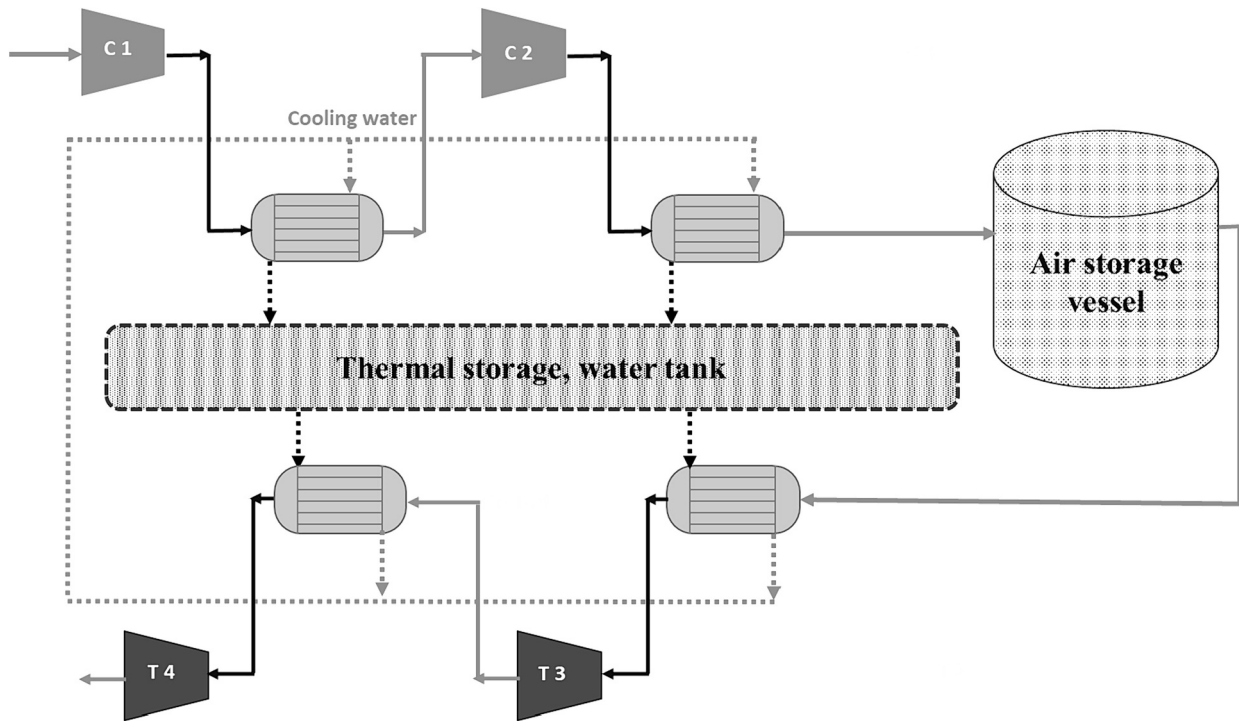 C 1
C 2
Cooling water
Air storage
vessel
Thermal storage, water tank
T 4
T 3